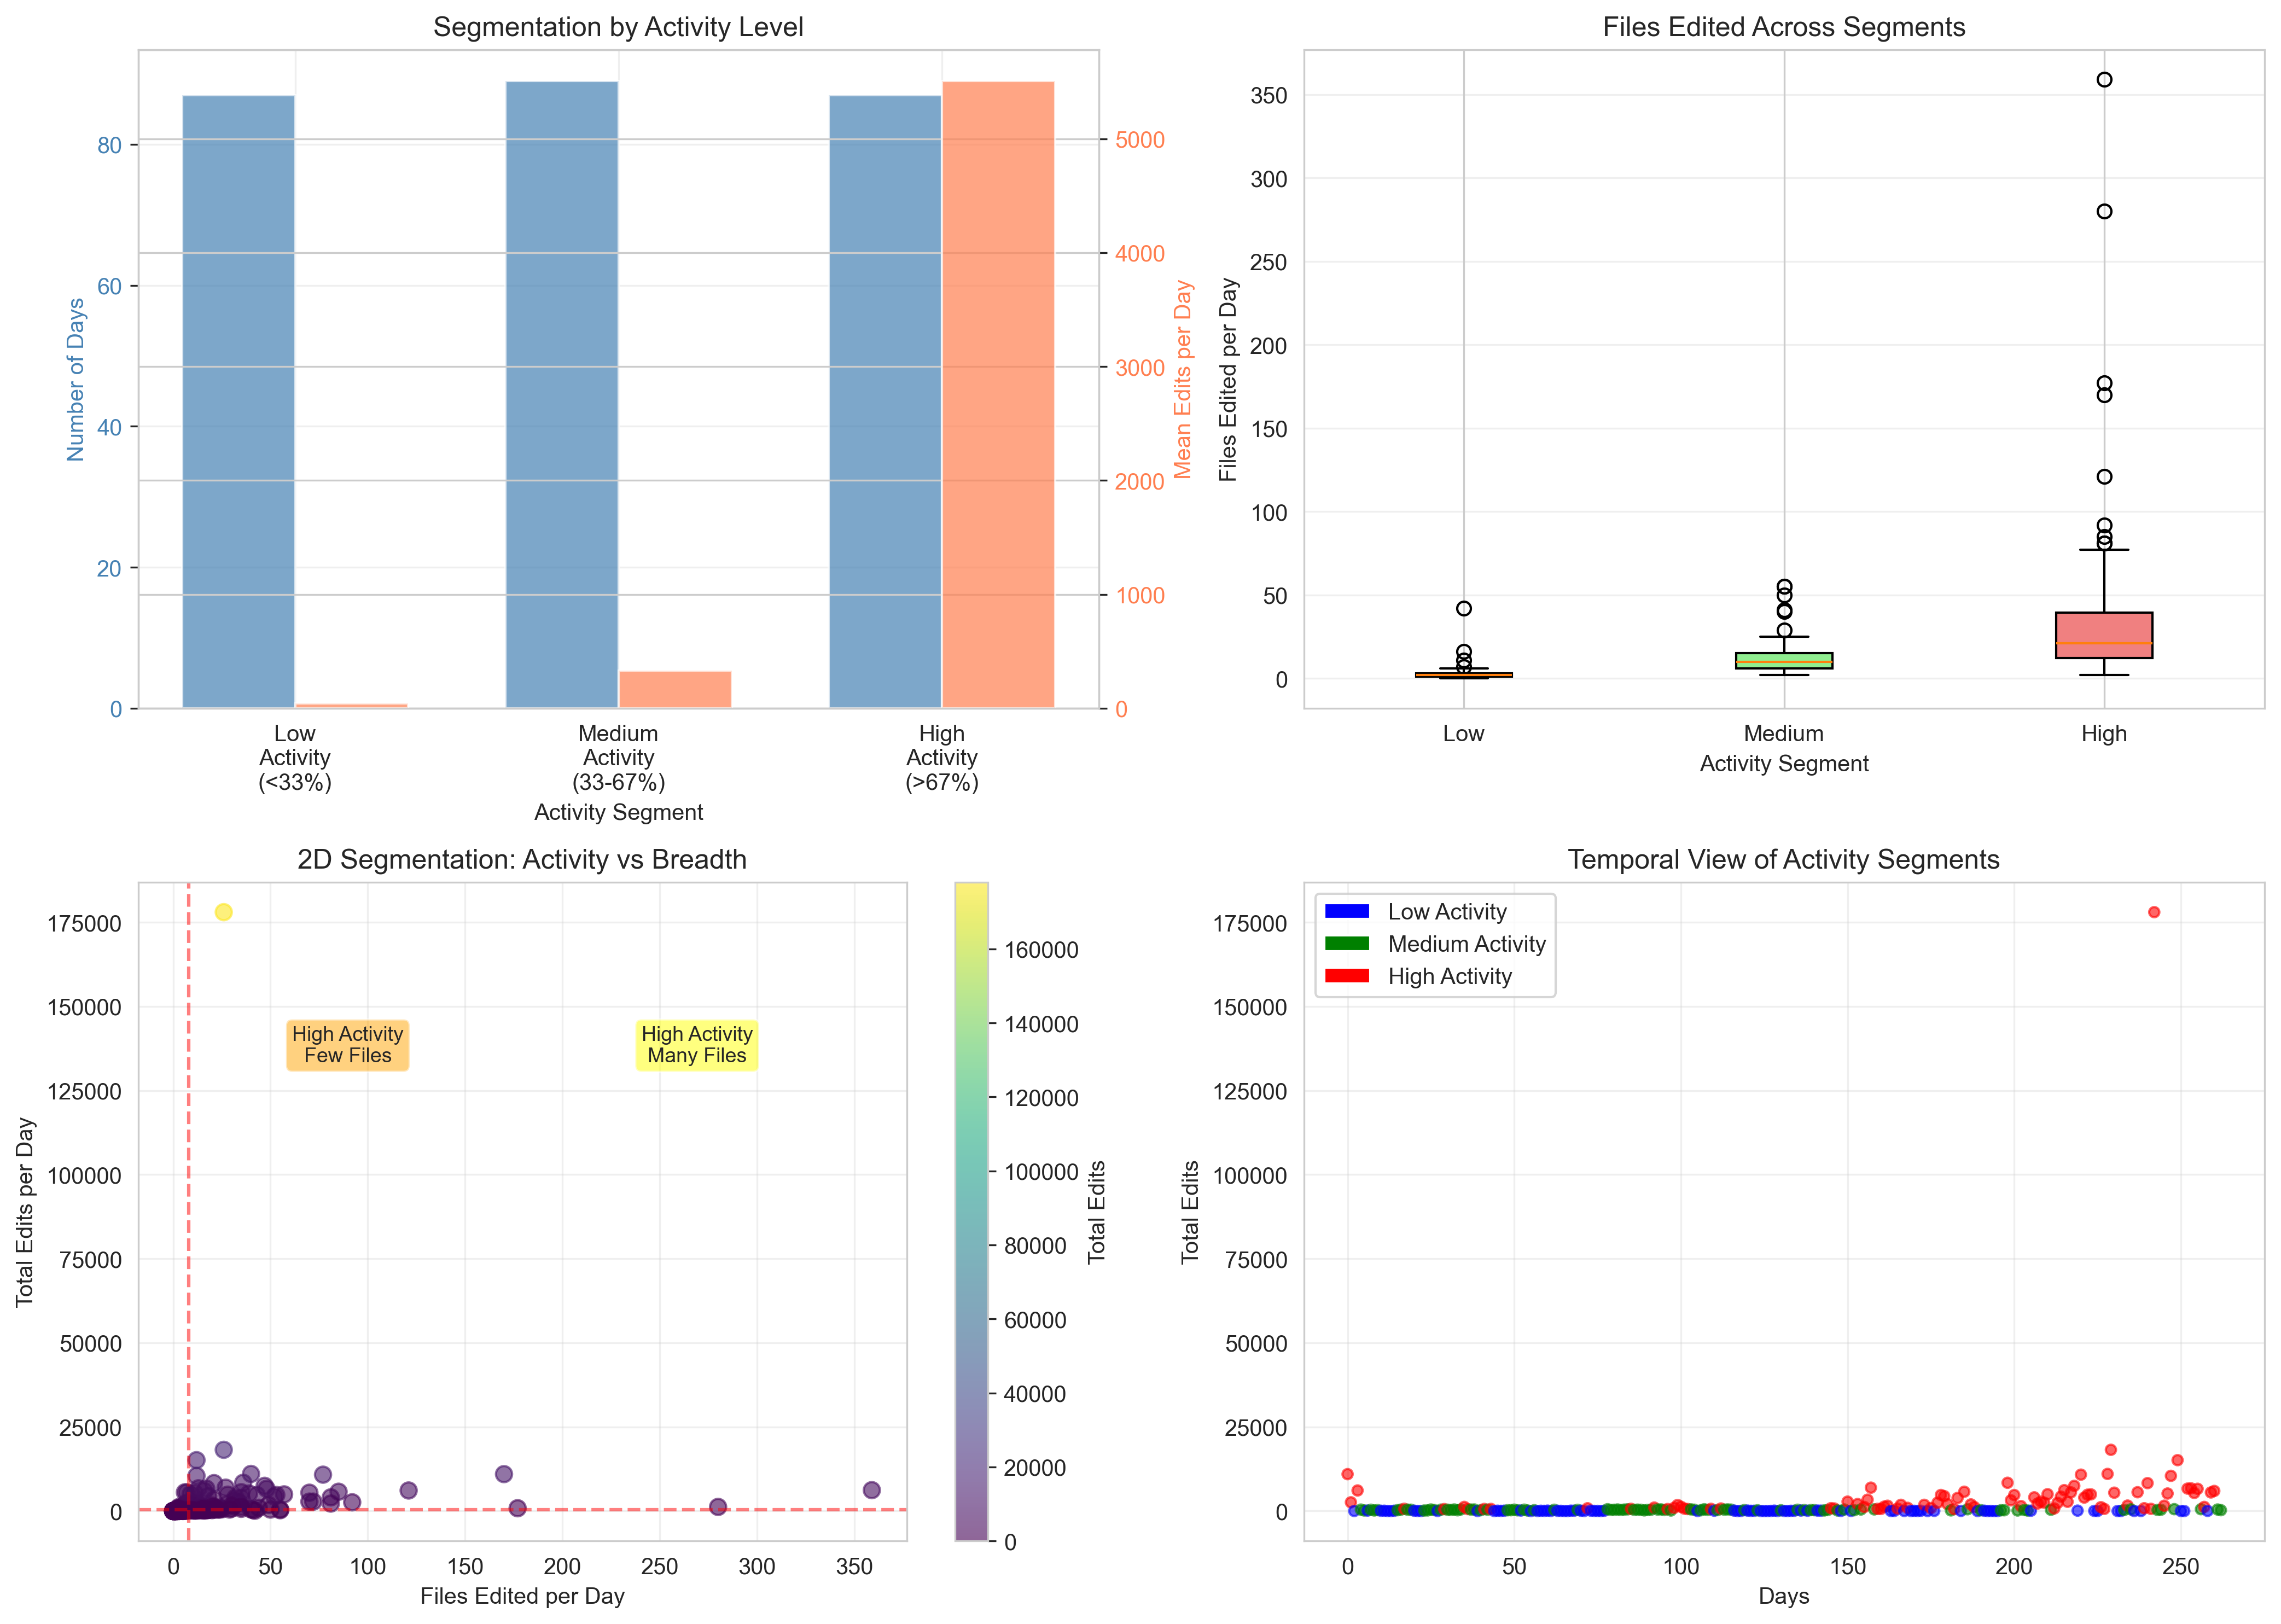 Segmentation by Activity Level
80
60
40
20
0
Number of Days
5000
4000
3000
2000
1000
0
Mean Edits per Day
Low
Activity
(<33%)
Medium
Activity
(33-67%)
High
Activity
(>67%)
Activity Segment
Files Edited Across Segments
350
300
250
200
150
100
50
0
Files Edited per Day
Low
Medium
High
Activity Segment
2D Segmentation: Activity vs Breadth
175000
150000
125000
100000
75000
50000
25000
0
Total Edits per Day
High Activity
Few Files
High Activity
Many Files
0
50
100
150
200
250
300
350
Files Edited per Day
160000
140000
120000
100000
80000
60000
40000
20000
0
Total Edits
Temporal View of Activity Segments
Low Activity
Medium Activity
High Activity
175000
150000
125000
100000
75000
50000
25000
0
Total Edits
0
50
100
150
200
250
Days